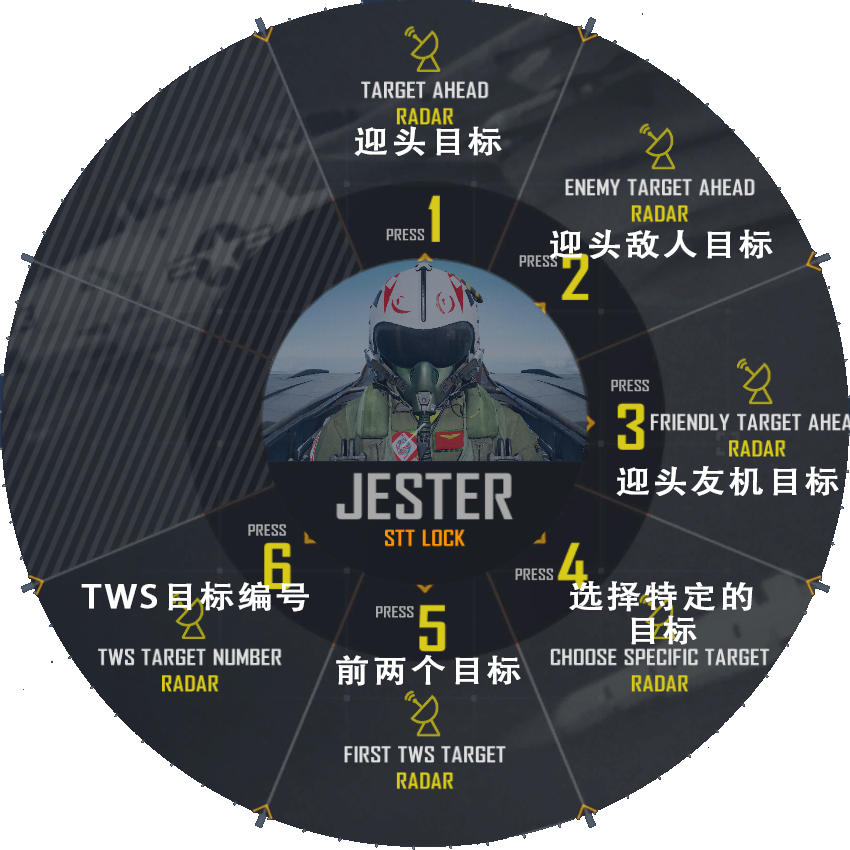 TARGET AHEAD
RADAR
迎头目标
PRESS 1
ENEMY TARGET AHEAD
RADAR
迎头敌人目标
PRESS 2
PRESS
3
FRIENDLY TARGET AHEA
RADAR
迎头友机目标
JESTER
STT LOCK
PRESS 4
选择特定的
目标
CHOOSE SPECIFIC TARGET
RADAR
PRESS 5
前两个目标
FIRST TWS TARGET
RADAR
PRESS
6
TWS目标编号
TWS TARGET NUMBER
RADAR